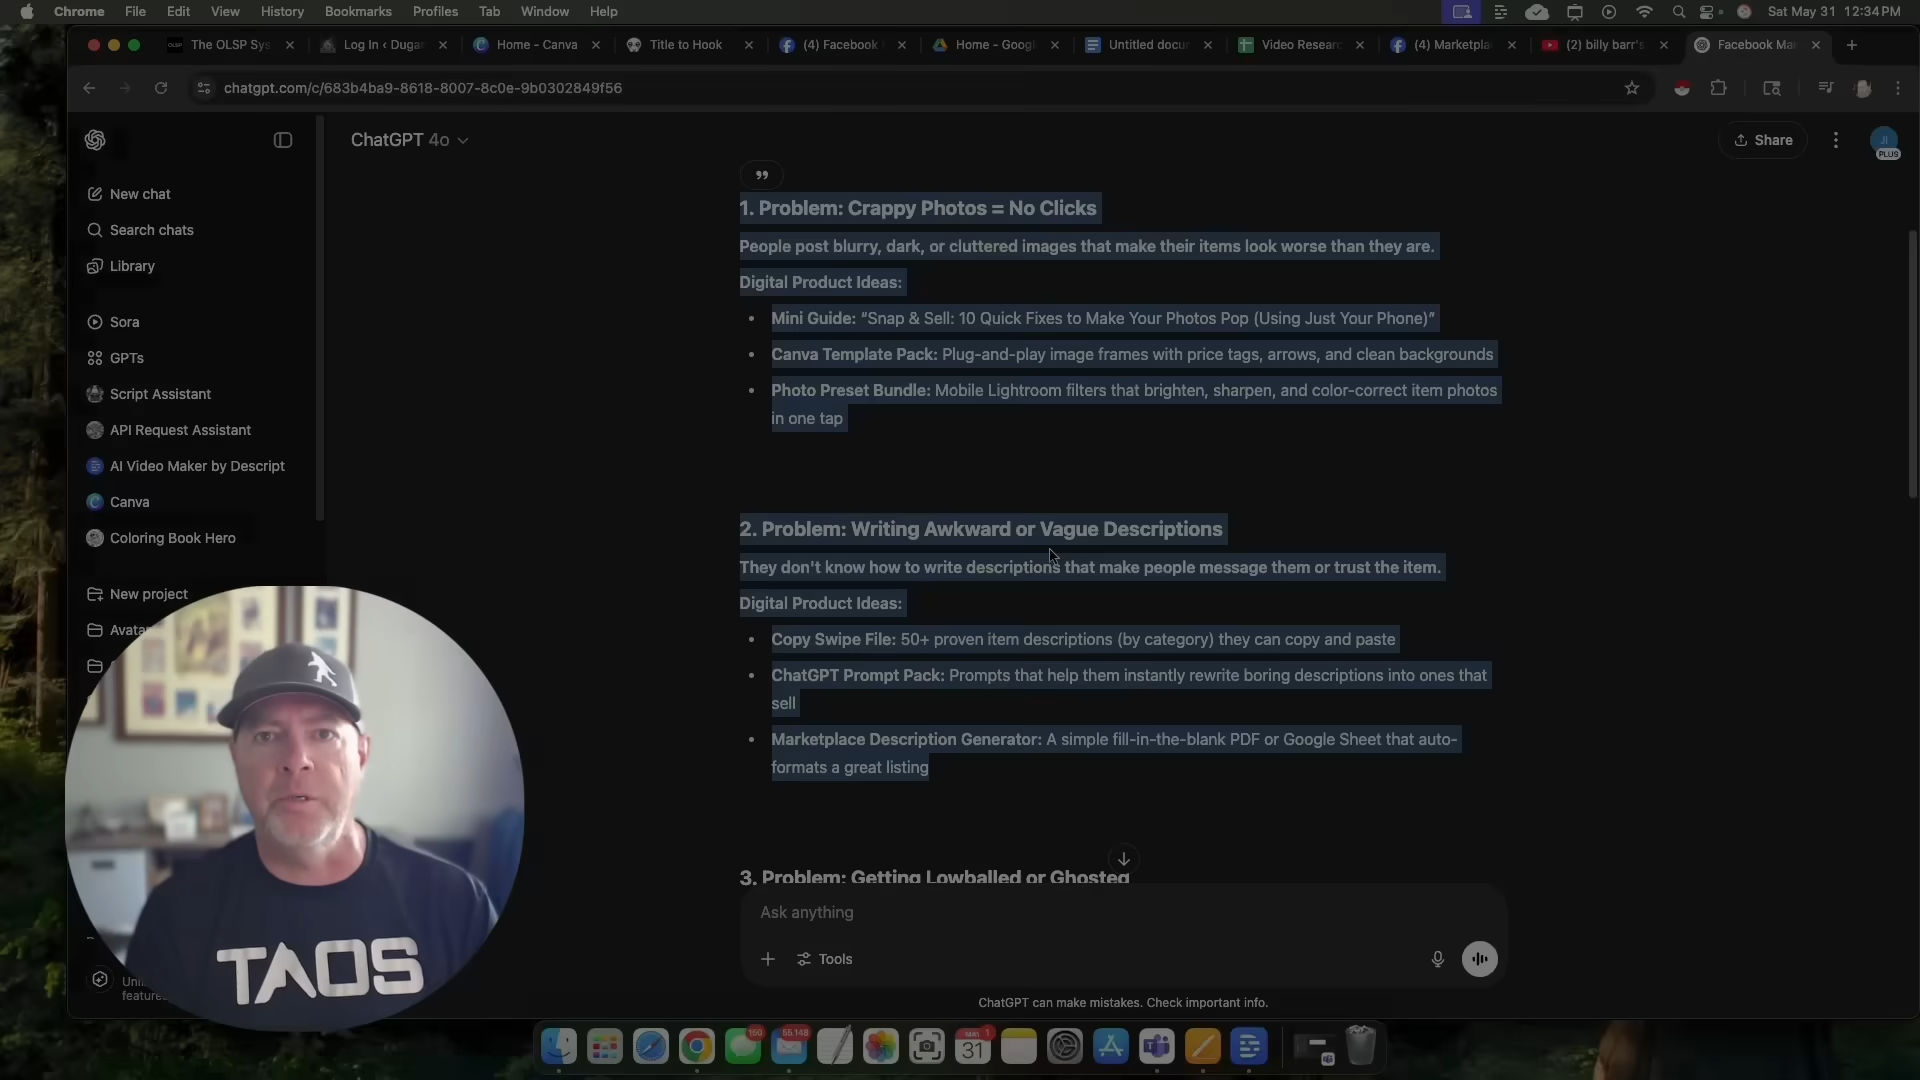 Chrome File Edit View History Bookmarks Profiles Tab Window Help
Sat May 31 12:34 PM
The OLSP Sys
Log In ‹ Dugar
Home - Canva
Title to Hook
(4) Facebook
Home - Googl
Untitled docu
Video Researc
(4) Marketpla
(2) billy barr's
Facebook Mar
chatgpt.com/c/683b4ba9-8618-8007-8c0e-9b0302849f56
ChatGPT 4o
Share
JI
PLUS
New chat
Search chats
Library
Sora
GPTs
Script Assistant
API Request Assistant
AI Video Maker by Descript
Canva
Coloring Book Hero
New project
Avata
features
1. Problem: Crappy Photos = No Clicks
People post blurry, dark, or cluttered images that make their items look worse than they are.
Digital Product Ideas:
• Mini Guide: “Snap & Sell: 10 Quick Fixes to Make Your Photos Pop (Using Just Your Phone)”
• Canva Template Pack: Plug-and-play image frames with price tags, arrows, and clean backgrounds
• Photo Preset Bundle: Mobile Lightroom filters that brighten, sharpen, and color-correct item photos
in one tap
2. Problem: Writing Awkward or Vague Descriptions
They don't know how to write descriptions that make people message them or trust the item.
Digital Product Ideas:
• Copy Swipe File: 50+ proven item descriptions (by category) they can copy and paste
• ChatGPT Prompt Pack: Prompts that help them instantly rewrite boring descriptions into ones that
sell
• Marketplace Description Generator: A simple fill-in-the-blank PDF or Google Sheet that auto-
formats a great listing
3. Problem: Getting Lowballed or Ghosted
Ask anything
Tools
ChatGPT can make mistakes. Check important info.
TAOS
160
55,148
MAY 1
31